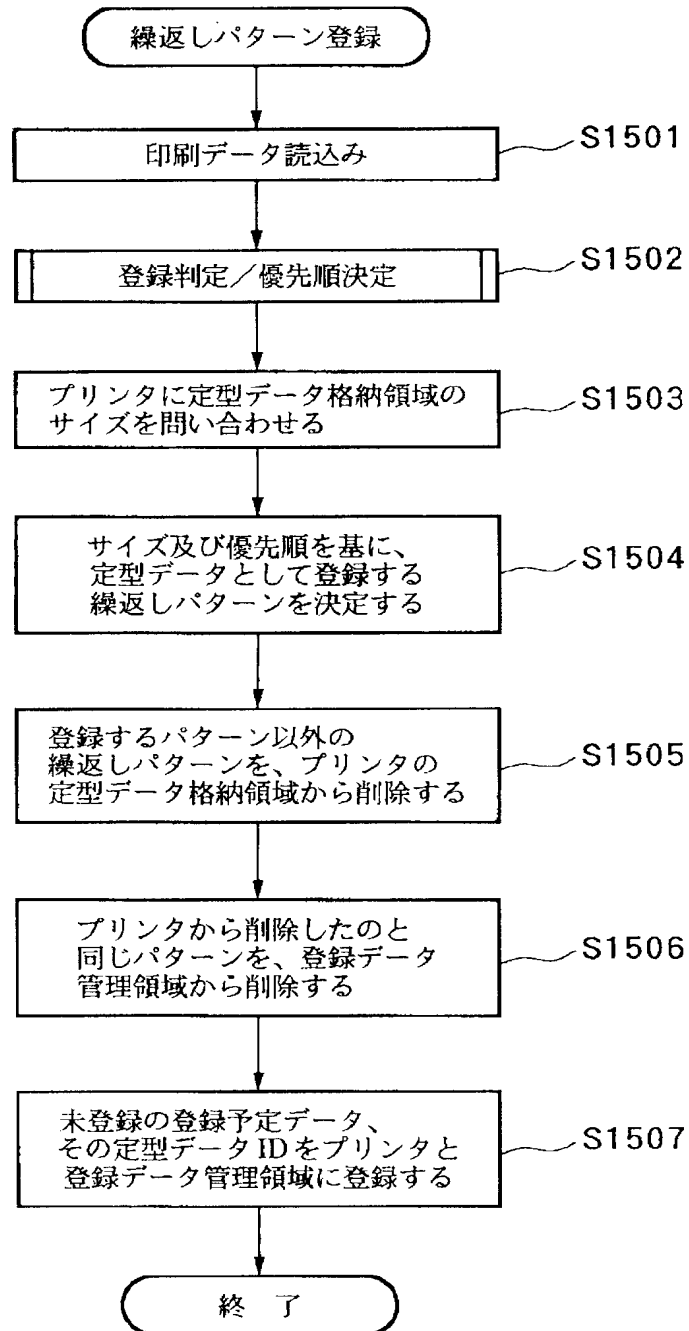 繰返しパターン登録
印刷データ読込み
S1501
登録判定／優先順決定
S1502
プリンタに定型データ格納領域の
サイズを問い合わせる
S1503
サイズ及び優先順を基に、
定型データとして登録する
繰返しパターンを決定する
S1504
登録するパターン以外の
繰返しパターンを、プリンタの
定型データ格納領域から削除する
S1505
プリンタから削除したのと
同じパターンを、登録データ
管理領域から削除する
S1506
未登録の登録予定データ、
その定型データIDをプリンタと
登録データ管理領域に登録する
S1507
終 了